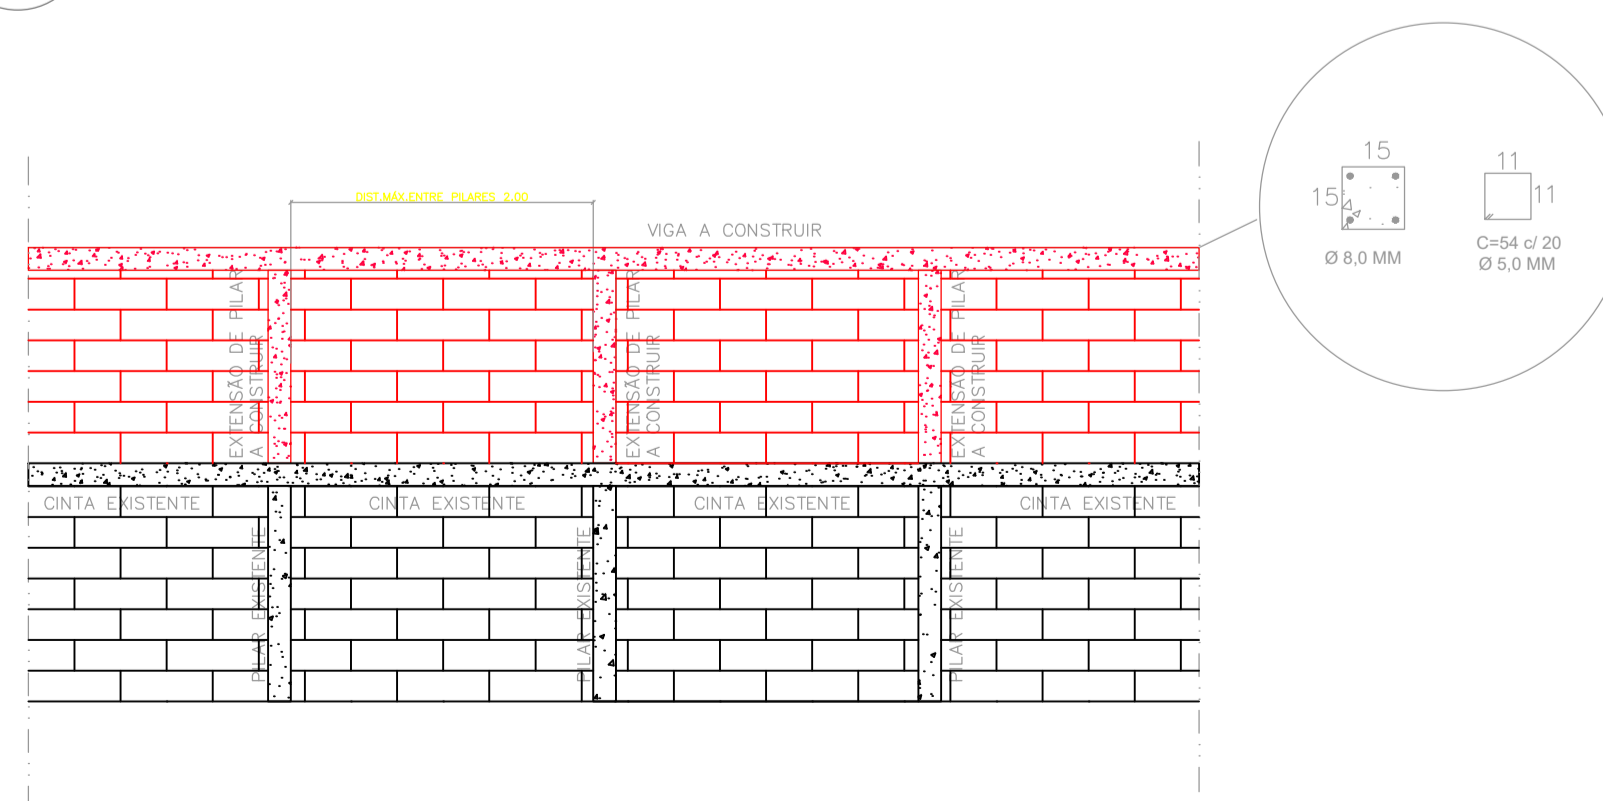 DIST.MÁX.ENTRE PILARES 2.00
VIGA A CONSTRUIR
15
15
Ø 8,0 MM
11
11
C=54 c/ 20
Ø 5,0 MM
EXTENSÃO DE PILAR
A CONSTRUIR
EXTENSÃO DE PILAR
A CONSTRUIR
EXTENSÃO DE PILAR
A CONSTRUIR
CINTA EXISTENTE
CINTA EXISTENTE
CINTA EXISTENTE
CINTA EXISTENTE
PILAR EXISTENTE
PILAR EXISTENTE
PILAR EXISTENTE